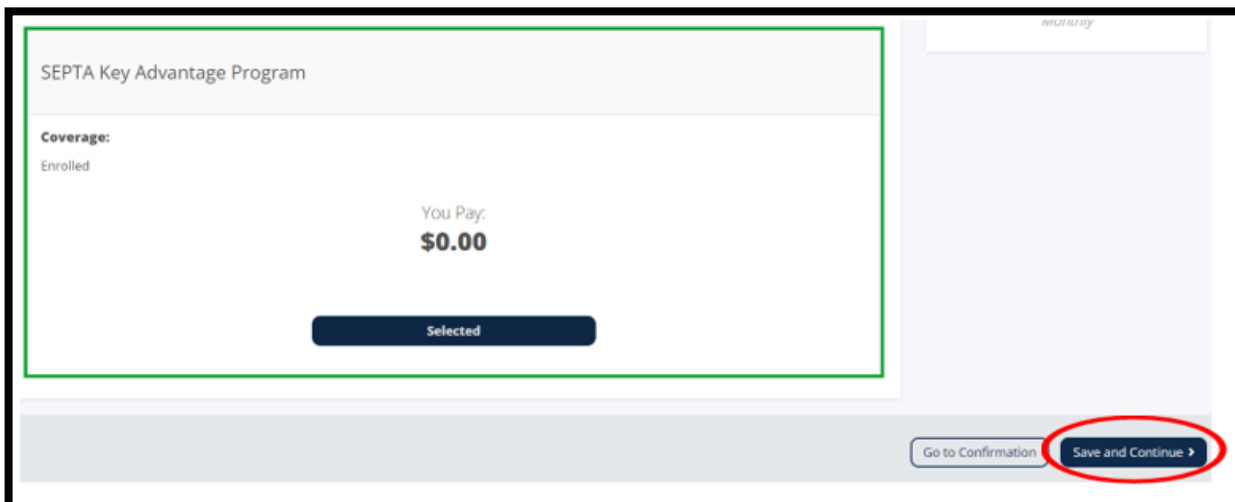 Monthly
SEPTA Key Advantage Program
Coverage:
Enrolled
You Pay:
$0.00
Selected
Go to Confirmation
Save and Continue ›